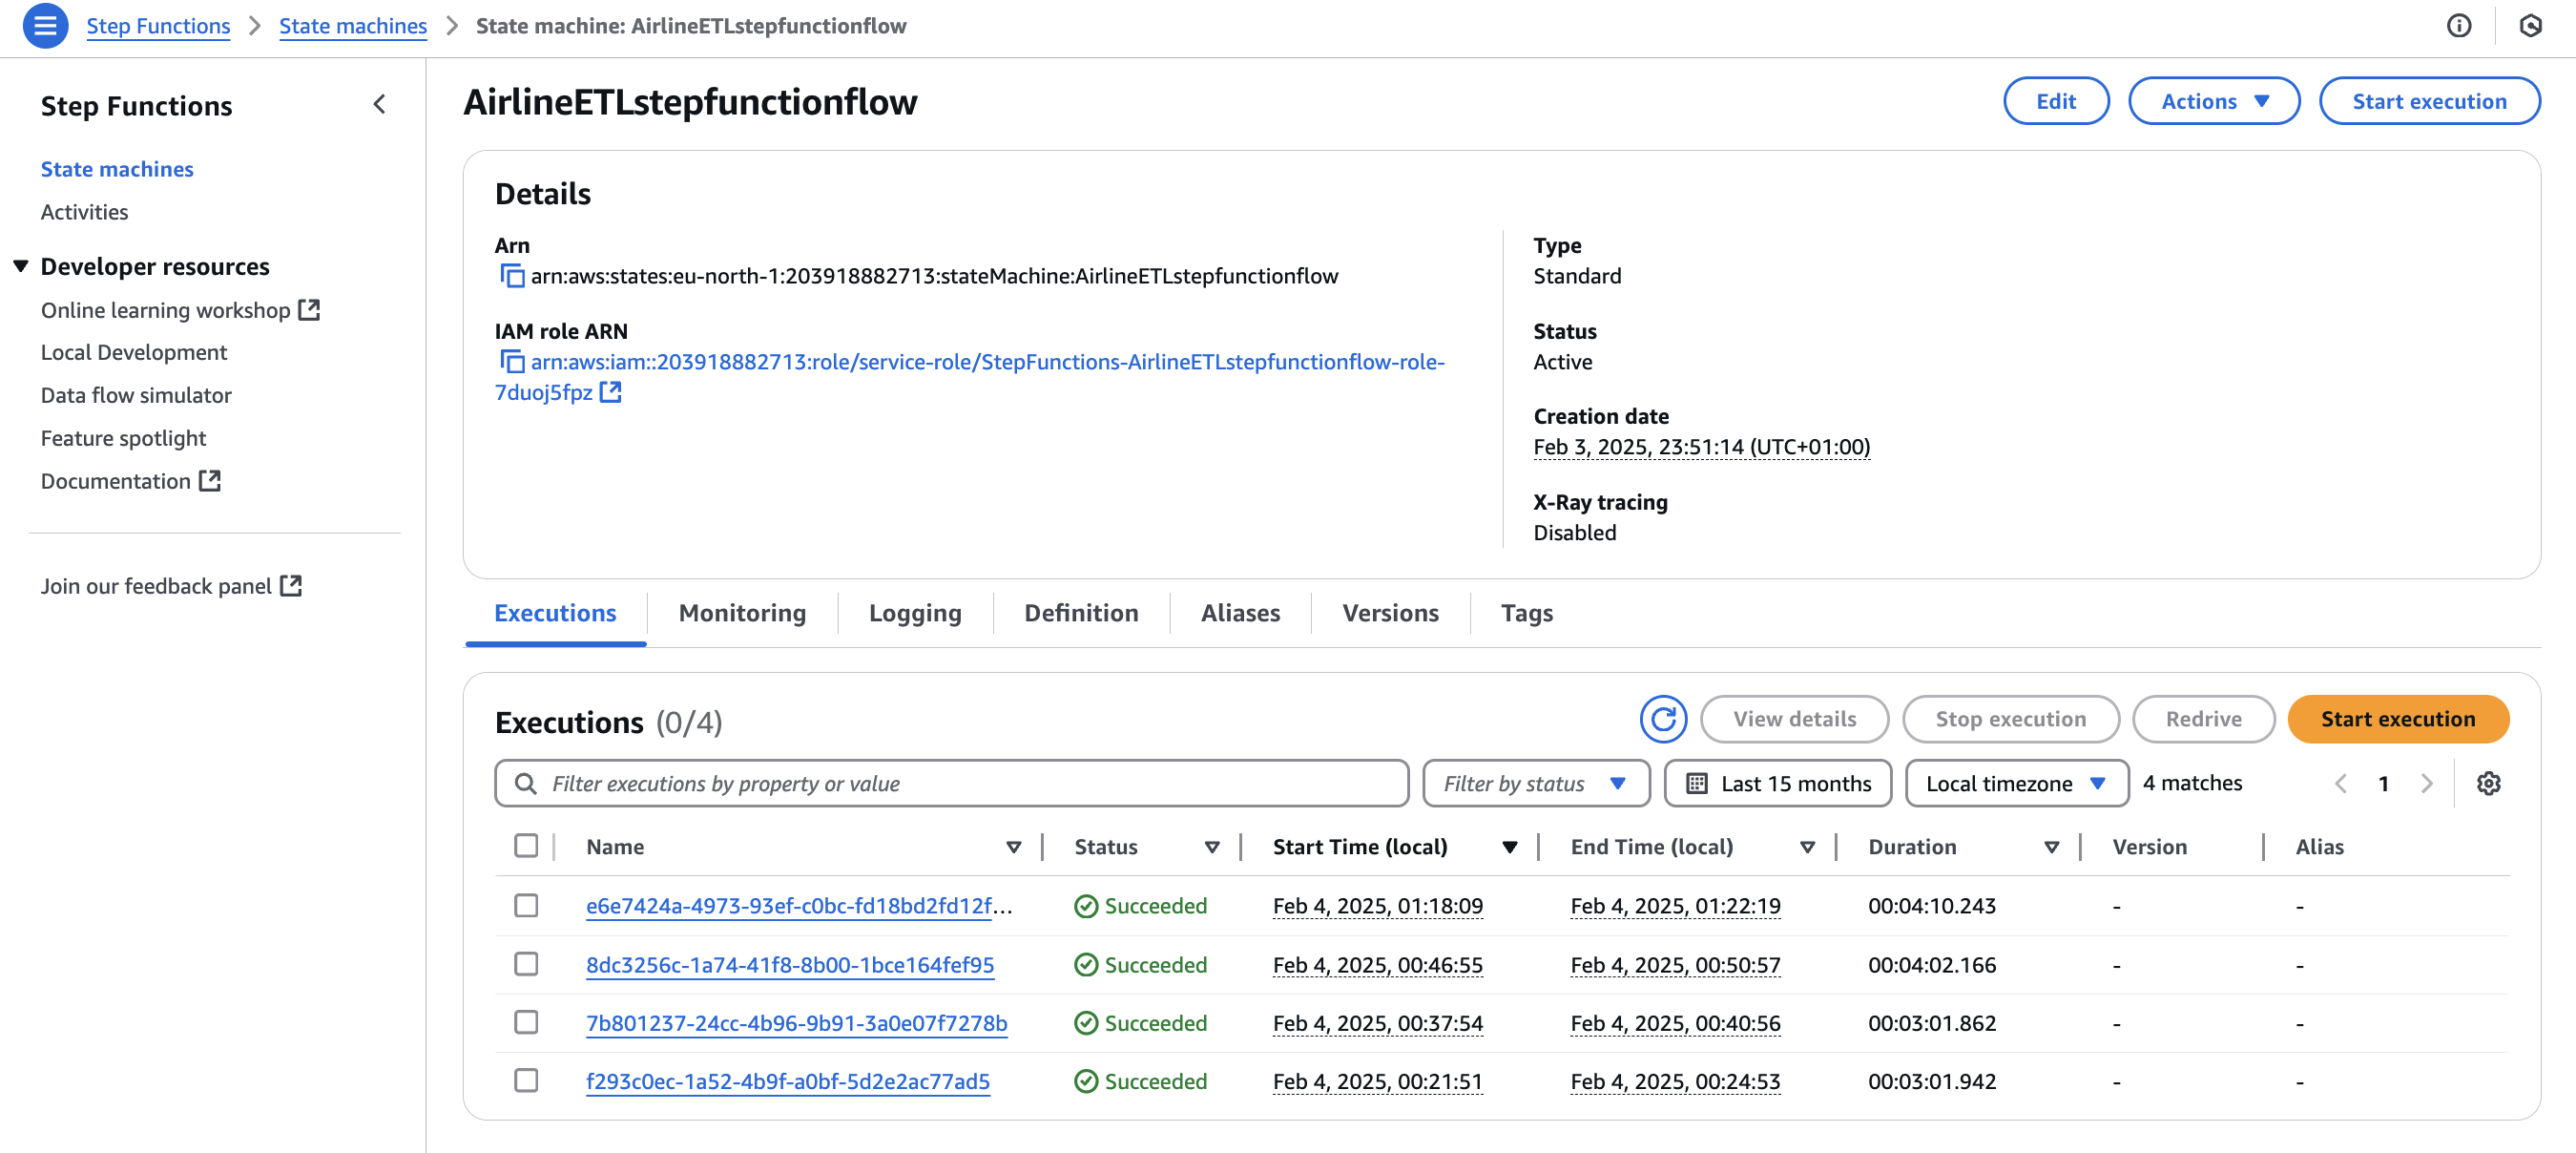 Step Functions > State machines > State machine: AirlineETLstepfunctionflow
Step Functions
State machines
Activities
Developer resources
Online learning workshop
Local Development
Data flow simulator
Feature spotlight
Documentation
Join our feedback panel
AirlineETLstepfunctionflow
Edit
Actions
Start execution
Details
Arn
arn:aws:states:eu-north-1:203918882713:stateMachine:AirlineETLstepfunctionflow
IAM role ARN
arn:aws:iam::203918882713:role/service-role/StepFunctions-AirlineETLstepfunctionflow-role-
7duoj5fpz
Type
Standard
Status
Active
Creation date
Feb 3, 2025, 23:51:14 (UTC+01:00)
X-Ray tracing
Disabled
Executions
Monitoring
Logging
Definition
Aliases
Versions
Tags
Executions (0/4)
View details
Stop execution
Redrive
Start execution
Filter executions by property or value
Filter by status
Last 15 months
Local timezone
4 matches
1
Name Status Start Time (local) End Time (local) Duration Version Alias
e6e7424a-4973-93ef-c0bc-fd18bd2fd12f... Succeeded Feb 4, 2025, 01:18:09 Feb 4, 2025, 01:22:19 00:04:10.243 - -
8dc3256c-1a74-41f8-8b00-1bce164fef95 Succeeded Feb 4, 2025, 00:46:55 Feb 4, 2025, 00:50:57 00:04:02.166 - -
7b801237-24cc-4b96-9b91-3a0e07f7278b Succeeded Feb 4, 2025, 00:37:54 Feb 4, 2025, 00:40:56 00:03:01.862 - -
f293c0ec-1a52-4b9f-a0bf-5d2e2ac77ad5 Succeeded Feb 4, 2025, 00:21:51 Feb 4, 2025, 00:24:53 00:03:01.942 - -